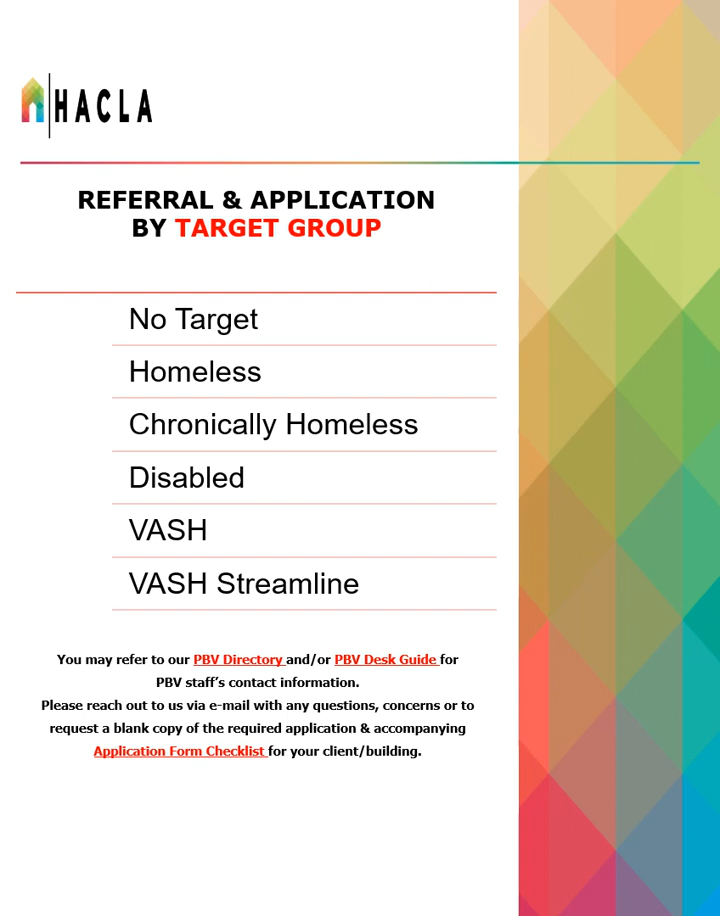 HACLA
REFERRAL & APPLICATION
BY TARGET GROUP
No Target
Homeless
Chronically Homeless
Disabled
VASH
VASH Streamline
You may refer to our PBV Directory and/or PBV Desk Guide for
PBV staff’s contact information.
Please reach out to us via e-mail with any questions, concerns or to
request a blank copy of the required application & accompanying
Application Form Checklist for your client/building.